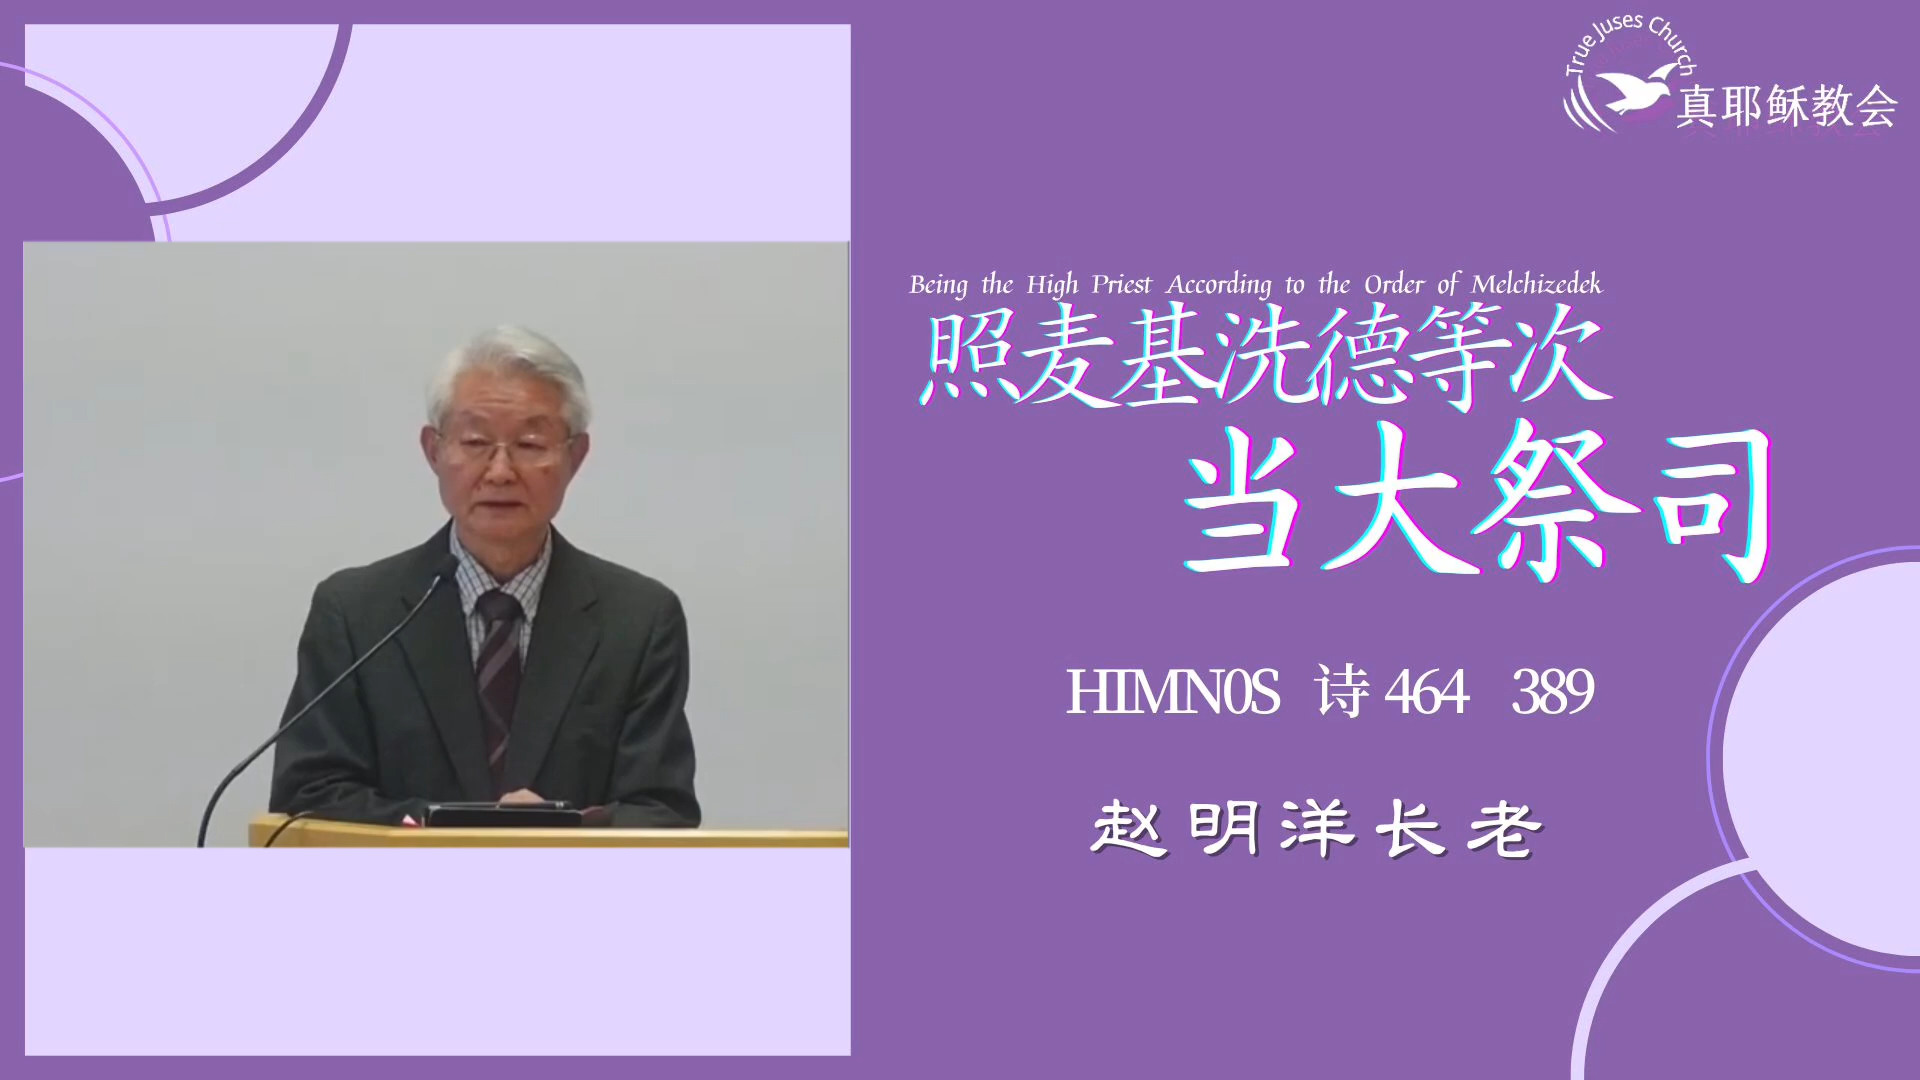 True Juses Church
真耶稣教会
Being the High Priest According to the Order of Melchizedek
照麦基洗德等次
当大祭司
HIMN0S 诗 464 389
赵明洋长老